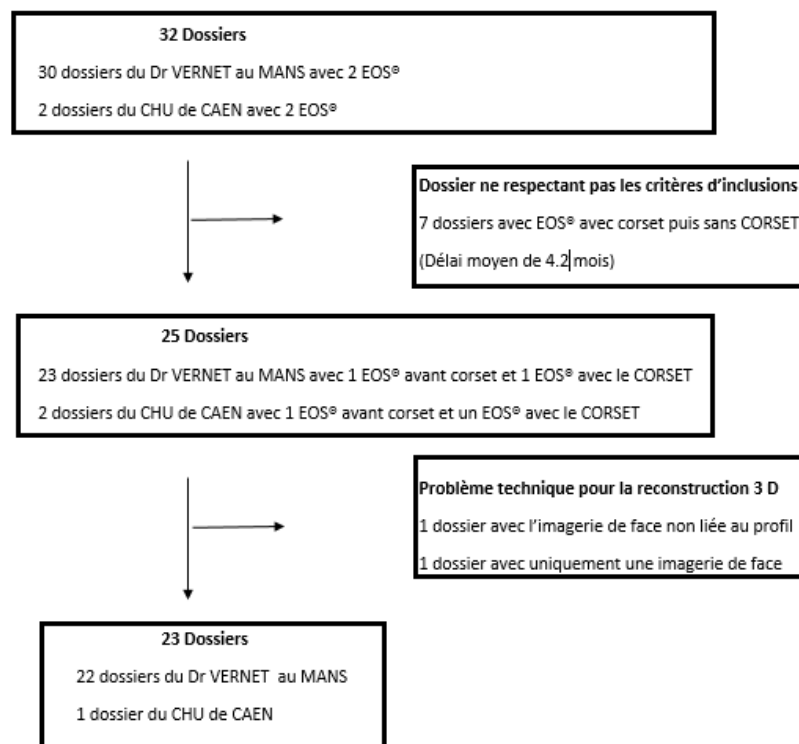 32 Dossiers
30 dossiers du Dr VERNET au MANS avec 2 EOS®
2 dossiers du CHU de CAEN avec 2 EOS®
Dossier ne respectant pas les critères d’inclusions
7 dossiers avec EOS® avec corset puis sans CORSET
(Délai moyen de 4.2 mois)
25 Dossiers
23 dossiers du Dr VERNET au MANS avec 1 EOS® avant corset et 1 EOS® avec le CORSET
2 dossiers du CHU de CAEN avec 1 EOS® avant corset et un EOS® avec le CORSET
Problème technique pour la reconstruction 3 D
1 dossier avec l’imagerie de face non liée au profil
1 dossier avec uniquement une imagerie de face
23 Dossiers
22 dossiers du Dr VERNET au MANS
1 dossier du CHU de CAEN